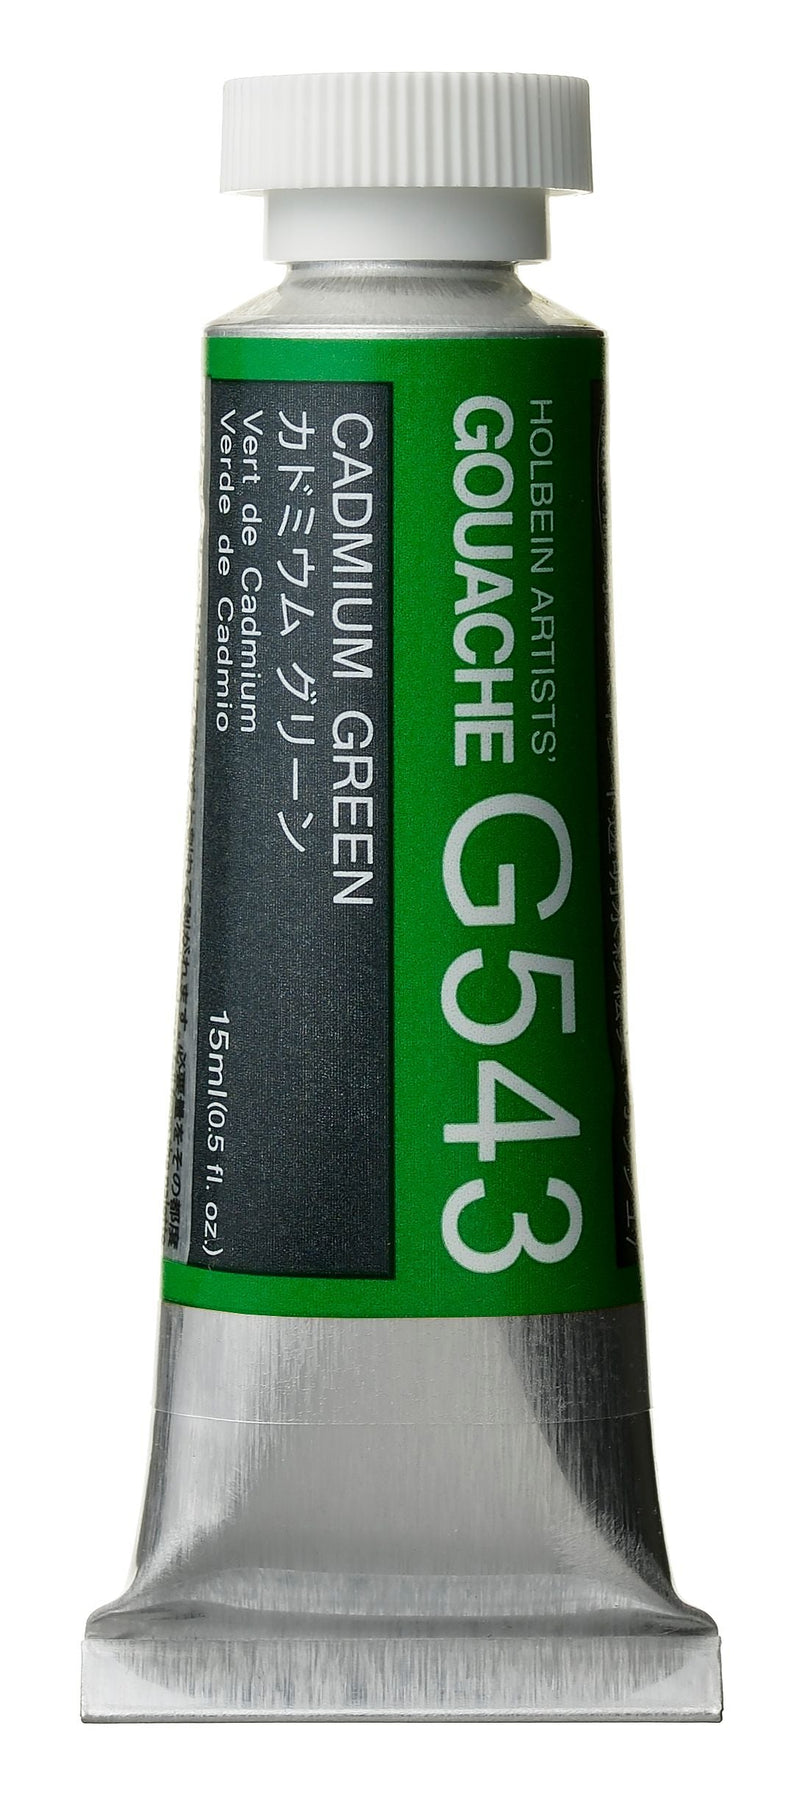 HOLBEIN ARTISTS'
GOUACHE
G543
CADMIUM GREEN
カドミウム グリーン
Vert de Cadmium
Verde de Cadmio
15ml(0.5 fl. oz.)